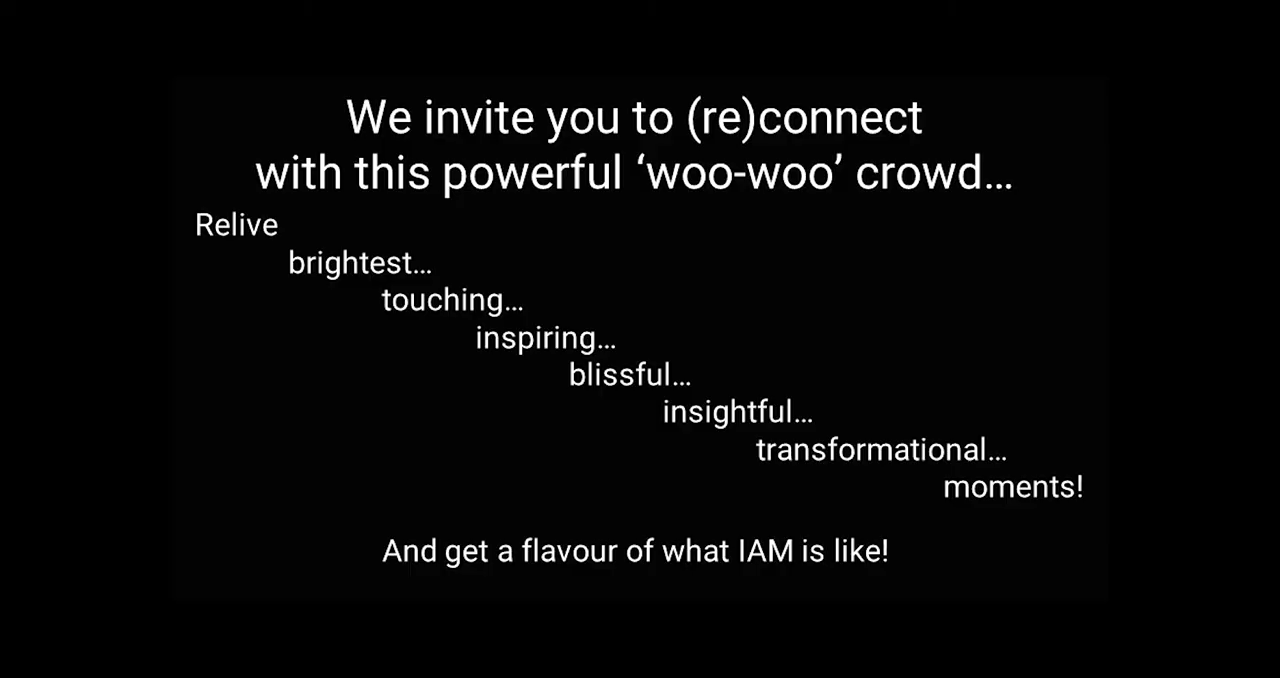 We invite you to (re)connect
with this powerful ‘woo-woo’ crowd…
Relive
brightest…
touching…
inspiring…
blissful…
insightful…
transformational…
moments!
And get a flavour of what IAM is like!